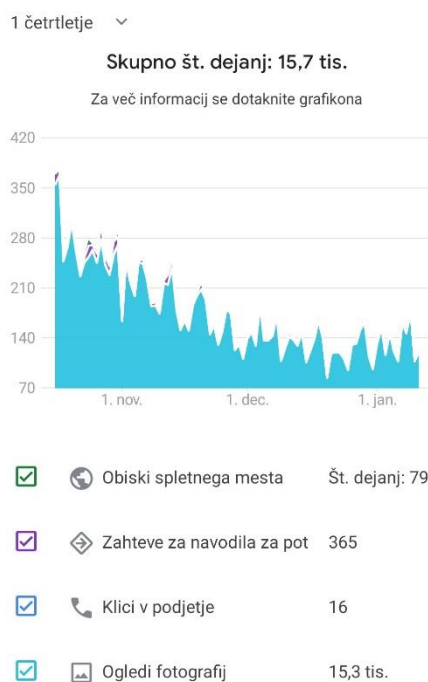 1 četrtletje
Skupno št. dejanj: 15,7 tis.
Za več informacij se dotaknite grafikona
420
350
280
210
140
70
1. nov.
1. dec.
1. jan.
Obiski spletnega mesta Št. dejanj: 79
Zahteve za navodila za pot 365
Klici v podjetje 16
Ogledi fotografij 15,3 tis.